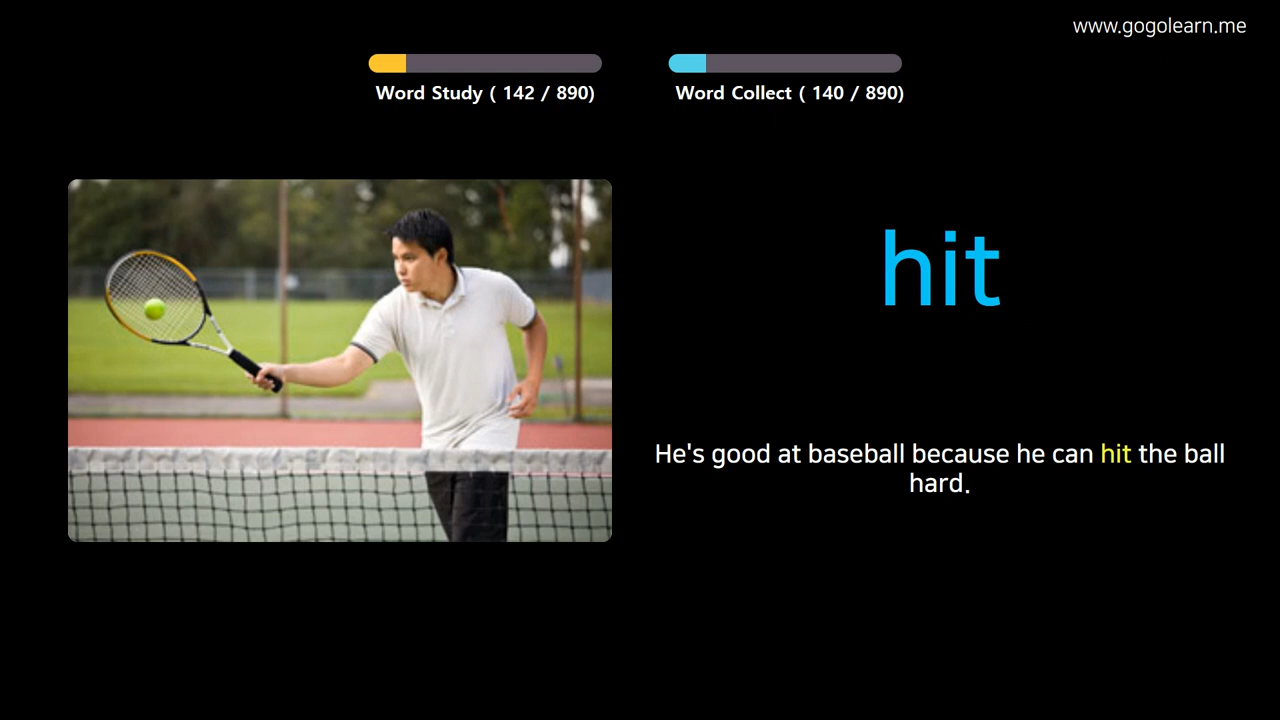 www.gogolearn.me
Word Study ( 142 / 890)
Word Collect ( 140 / 890)
hit
He's good at baseball because he can hit the ball
hard.